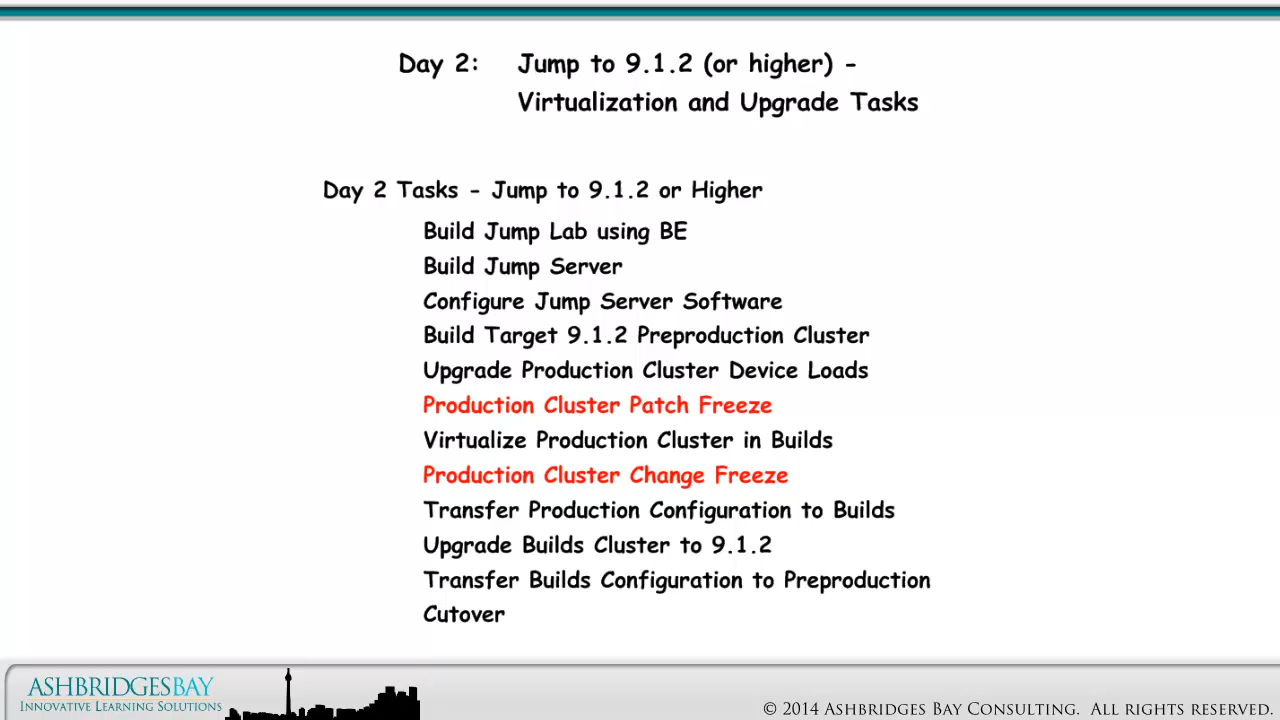 Day 2: Jump to 9.1.2 (or higher) -
Virtualization and Upgrade Tasks
Day 2 Tasks - Jump to 9.1.2 or Higher
Build Jump Lab using BE
Build Jump Server
Configure Jump Server Software
Build Target 9.1.2 Preproduction Cluster
Upgrade Production Cluster Device Loads
Production Cluster Patch Freeze
Virtualize Production Cluster in Builds
Production Cluster Change Freeze
Transfer Production Configuration to Builds
Upgrade Builds Cluster to 9.1.2
Transfer Builds Configuration to Preproduction
Cutover
ASHBRIDGESBAY
INNOVATIVE LEARNING SOLUTIONS
© 2014 ASHBRIDGES BAY CONSULTING. ALL RIGHTS RESERVED.